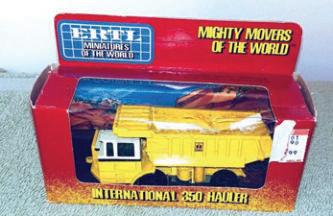 ERTL
MINIATURES
OF THE WORLD
MIGHTY MOVERS
OF THE WORLD
INTERNATIONAL 350 HAULER